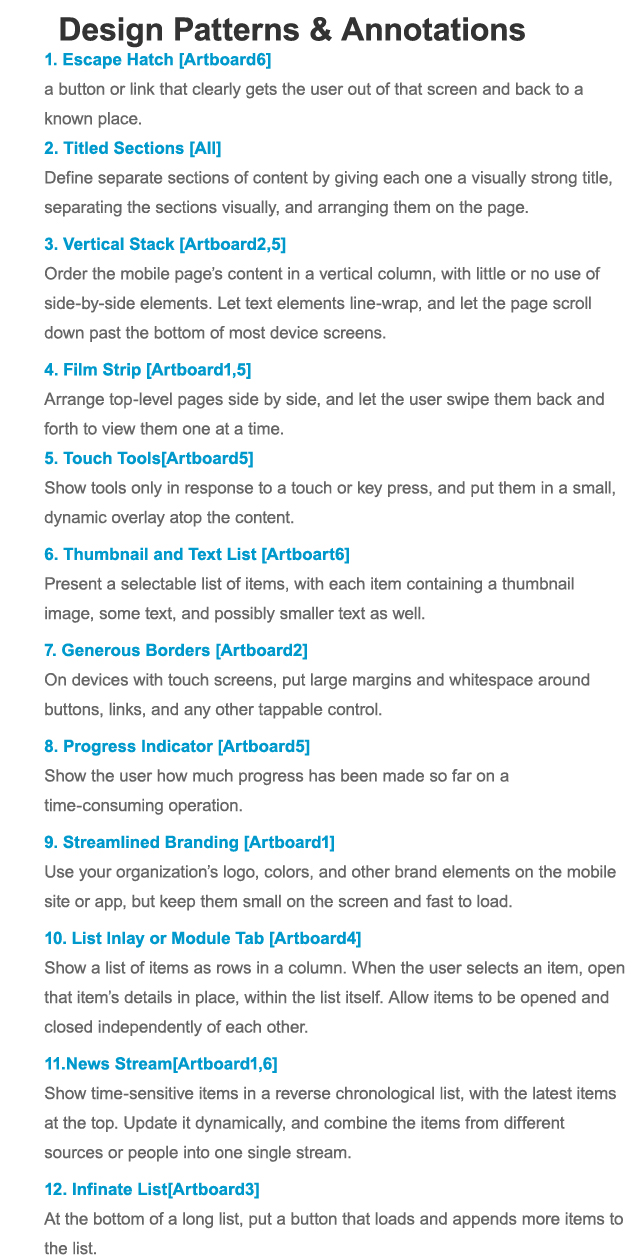 Design Patterns & Annotations
1. Escape Hatch [Artboard6]
a button or link that clearly gets the user out of that screen and back to a
known place.
2. Titled Sections [All]
Define separate sections of content by giving each one a visually strong title,
separating the sections visually, and arranging them on the page.
3. Vertical Stack [Artboard2,5]
Order the mobile page’s content in a vertical column, with little or no use of
side-by-side elements. Let text elements line-wrap, and let the page scroll
down past the bottom of most device screens.
4. Film Strip [Artboard1,5]
Arrange top-level pages side by side, and let the user swipe them back and
forth to view them one at a time.
5. Touch Tools[Artboard5]
Show tools only in response to a touch or key press, and put them in a small,
dynamic overlay atop the content.
6. Thumbnail and Text List [Artboart6]
Present a selectable list of items, with each item containing a thumbnail
image, some text, and possibly smaller text as well.
7. Generous Borders [Artboard2]
On devices with touch screens, put large margins and whitespace around
buttons, links, and any other tappable control.
8. Progress Indicator [Artboard5]
Show the user how much progress has been made so far on a
time-consuming operation.
9. Streamlined Branding [Artboard1]
Use your organization’s logo, colors, and other brand elements on the mobile
site or app, but keep them small on the screen and fast to load.
10. List Inlay or Module Tab [Artboard4]
Show a list of items as rows in a column. When the user selects an item, open
that item’s details in place, within the list itself. Allow items to be opened and
closed independently of each other.
11.News Stream[Artboard1,6]
Show time-sensitive items in a reverse chronological list, with the latest items
at the top. Update it dynamically, and combine the items from different
sources or people into one single stream.
12. Infinate List[Artboard3]
At the bottom of a long list, put a button that loads and appends more items to
the list.